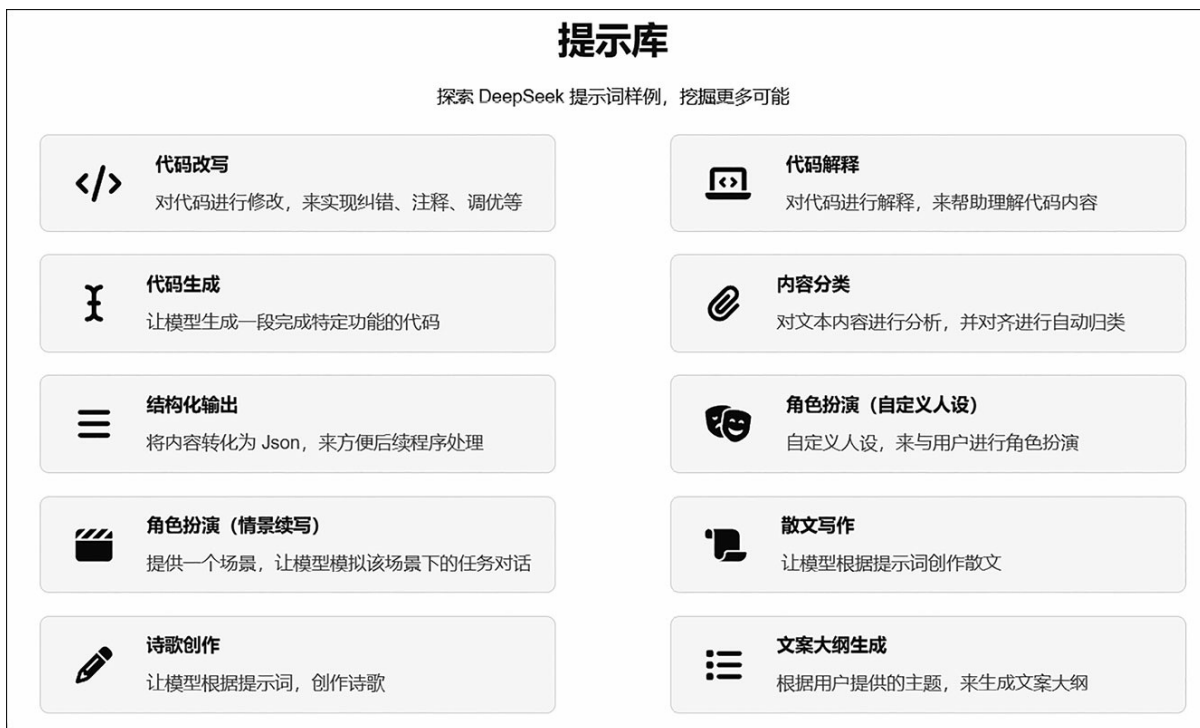 提示库
探索 DeepSeek 提示词样例，挖掘更多可能
代码改写
对代码进行修改，来实现纠错、注释、调优等
代码解释
对代码进行解释，来帮助理解代码内容
代码生成
让模型生成一段完成特定功能的代码
内容分类
对文本内容进行分析，并对齐进行自动归类
结构化输出
将内容转化为 Json，来方便后续程序处理
角色扮演（自定义人设）
自定义人设，来与用户进行角色扮演
角色扮演（情景续写）
提供一个场景，让模型模拟该场景下的任务对话
散文写作
让模型根据提示词创作散文
诗歌创作
让模型根据提示词，创作诗歌
文案大纲生成
根据用户提供的主题，来生成文案大纲